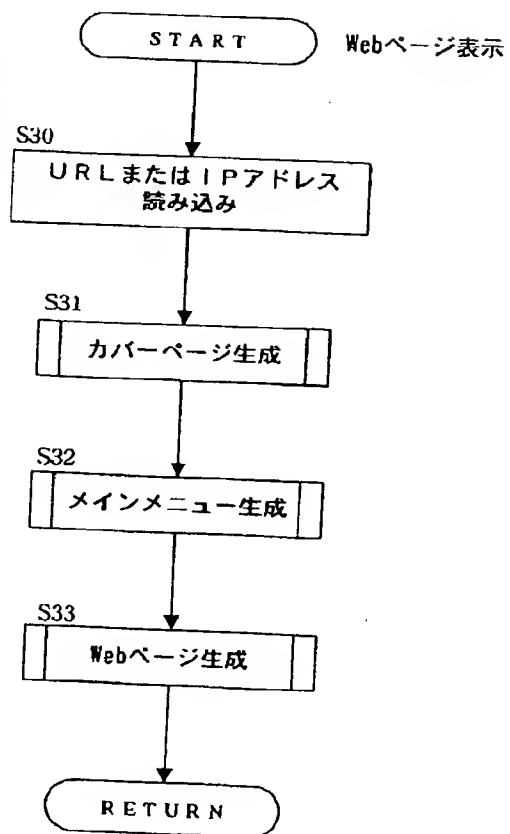 START
Webページ表示
S30
URLまたはIPアドレス
読み込み
S31
カバーページ生成
S32
メインメニュー生成
S33
Webページ生成
RETURN